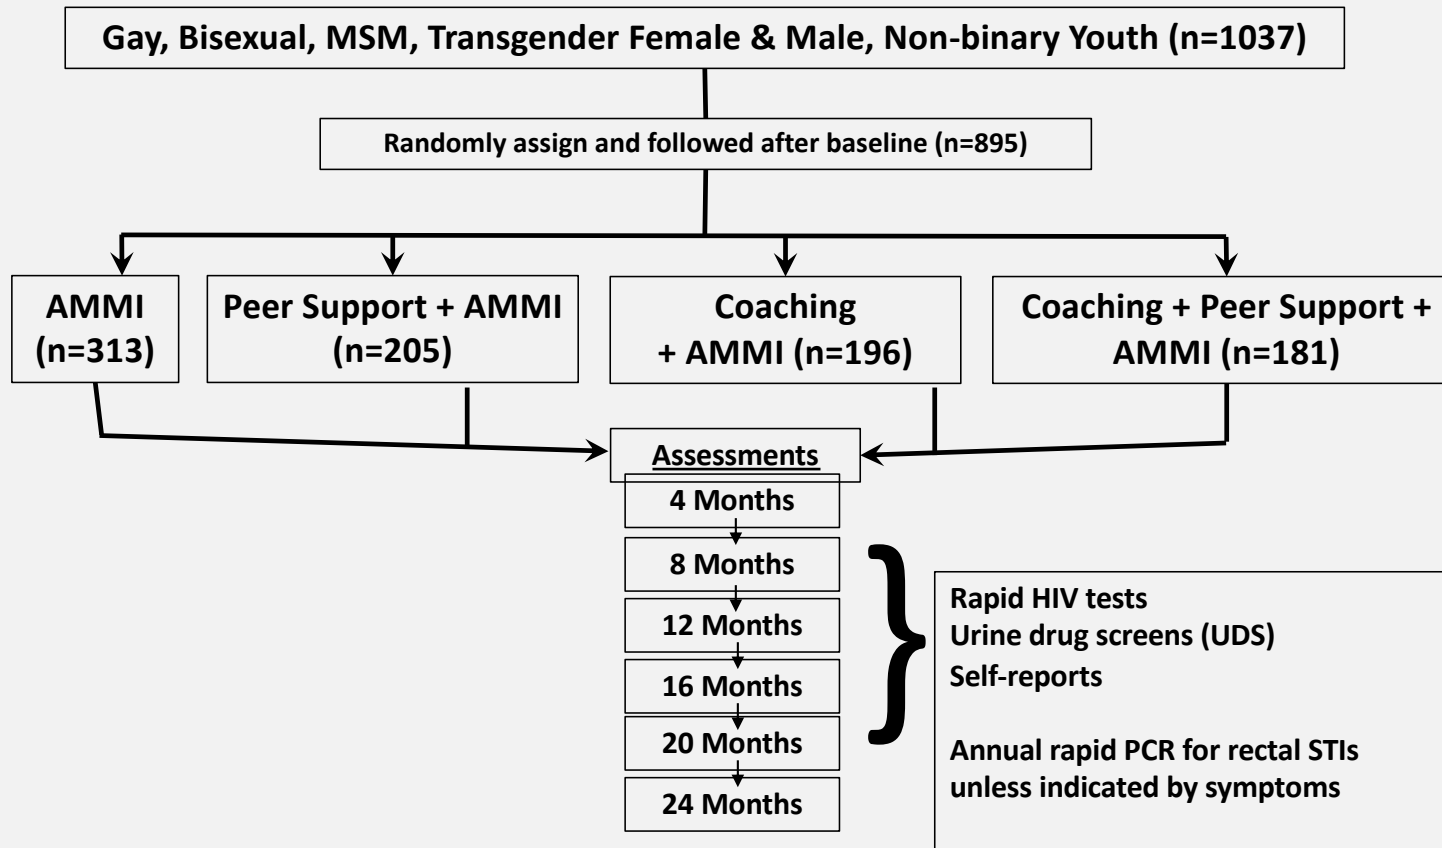 Gay, Bisexual, MSM, Transgender Female & Male, Non-binary Youth (n=1037)
Randomly assign and followed after baseline (n=895)
AMMI
(n=313)
Peer Support + AMMI
(n=205)
Coaching
+ AMMI (n=196)
Coaching + Peer Support +
AMMI (n=181)
Assessments
4 Months
8 Months
12 Months
16 Months
20 Months
24 Months
Rapid HIV tests
Urine drug screens (UDS)
Self-reports
Annual rapid PCR for rectal STIs
unless indicated by symptoms